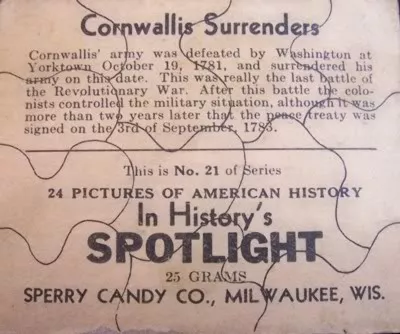 Cornwallis Surrenders
Cornwallis' army was defeated by Washington at
Yorktown October 19, 1781, and surrendered his
army on this date. This was really the last battle of
the Revolutionary War. After this battle the colo-
nists controlled the military situation, although it was
more than two years later that the peace treaty was
signed on the 3rd of September, 1783.
This is No. 21 of Series
24 PICTURES OF AMERICAN HISTORY
In History's
SPOTLIGHT
25 GRAMS
SPERRY CANDY CO., MILWAUKEE, WIS.